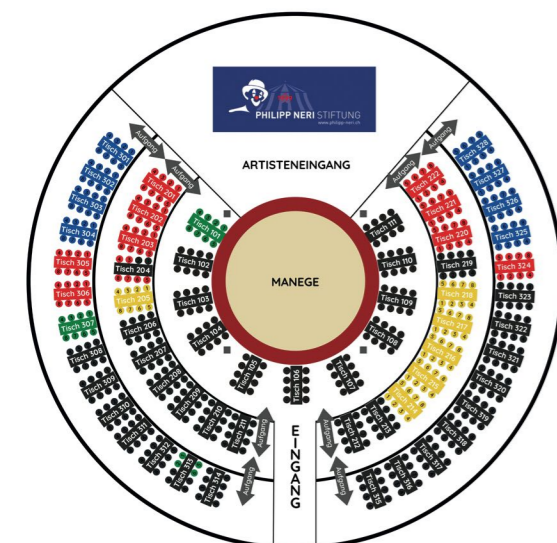 PHILIPP NERI STIFTUNG
www.philipp-neri.ch
ARTISTENEINGANG
MANEGE
EINGANG
Aufgang
Aufgang
Aufgang
Aufgang
Aufgang
Aufgang
Aufgang
Aufgang
Tisch 101
Tisch 102
Tisch 103
Tisch 104
Tisch 105
Tisch 106
Tisch 107
Tisch 108
Tisch 109
Tisch 110
Tisch 111
Tisch 201
Tisch 202
Tisch 203
Tisch 204
Tisch 205
Tisch 206
Tisch 207
Tisch 208
Tisch 209
Tisch 210
Tisch 211
Tisch 212
Tisch 213
Tisch 214
Tisch 215
Tisch 216
Tisch 217
Tisch 218
Tisch 219
Tisch 220
Tisch 221
Tisch 222
Tisch 301
Tisch 302
Tisch 303
Tisch 304
Tisch 305
Tisch 306
Tisch 307
Tisch 308
Tisch 309
Tisch 310
Tisch 311
Tisch 312
Tisch 313
Tisch 314
Tisch 315
Tisch 316
Tisch 317
Tisch 318
Tisch 319
Tisch 320
Tisch 321
Tisch 322
Tisch 323
Tisch 324
Tisch 325
Tisch 326
Tisch 327
Tisch 328